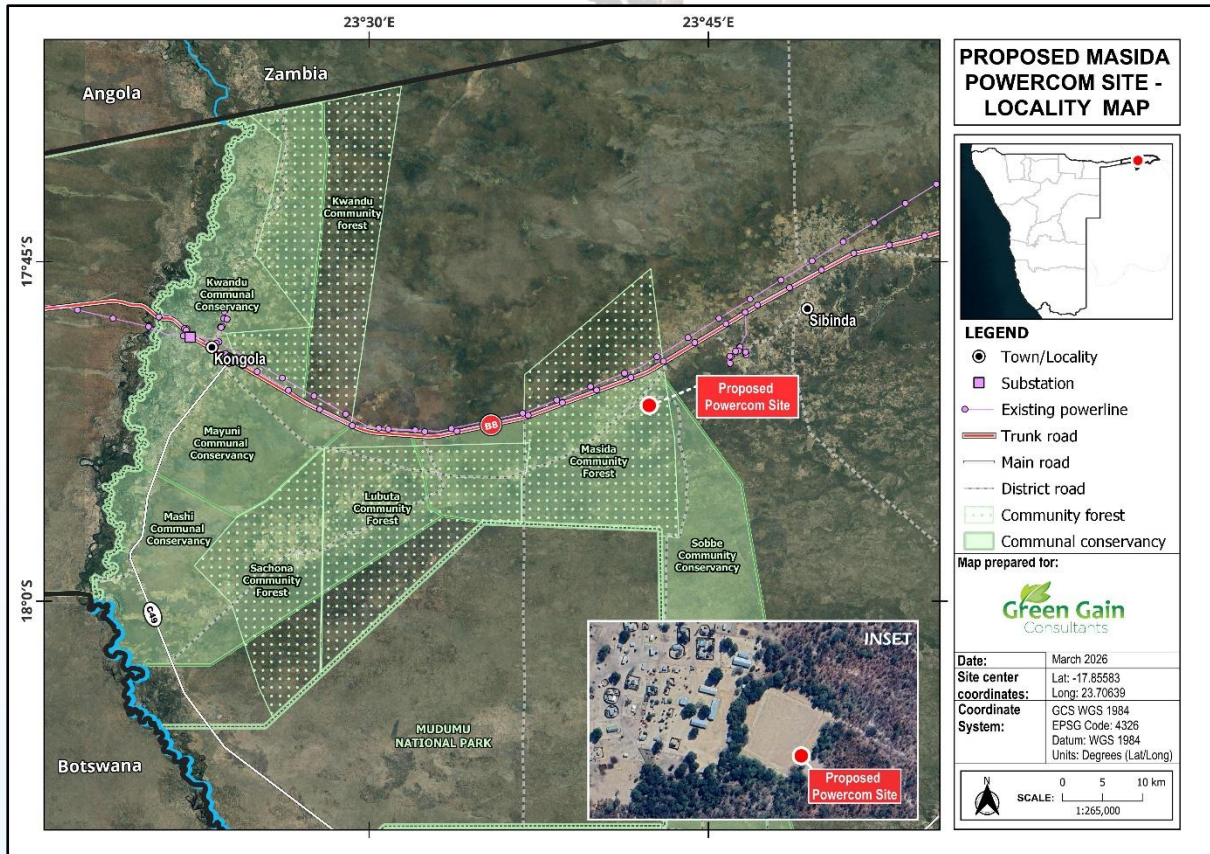 23°30'E
23°45'E
17°45'S
18°0'S
Zambia
Angola
Kwandu
Community
forest
Kwandu
Communal
Conservancy
Kongola
Sibinda
Proposed
Powercom Site
B8
Mayuni
Communal
Conservancy
Masida
Community
Forest
Lubuta
Community
Forest
Mashi
Communal
Conservancy
Sobbe
Community
Conservancy
Sachona
Community
Forest
C49
MUDUMU
NATIONAL PARK
Botswana
INSET
Proposed
Powercom Site
PROPOSED MASIDA
POWERCOM SITE -
LOCALITY MAP
LEGEND
Town/Locality
Substation
Existing powerline
Trunk road
Main road
District road
Community forest
Communal conservancy
Map prepared for:
Green Gain
Consultants
Date: March 2026
Site center coordinates: Lat: -17.85583
Long: 23.70639
Coordinate System: GCS WGS 1984
EPSG Code: 4326
Datum: WGS 1984
Units: Degrees (Lat/Long)
N
SCALE: 0 5 10 km
1:265,000